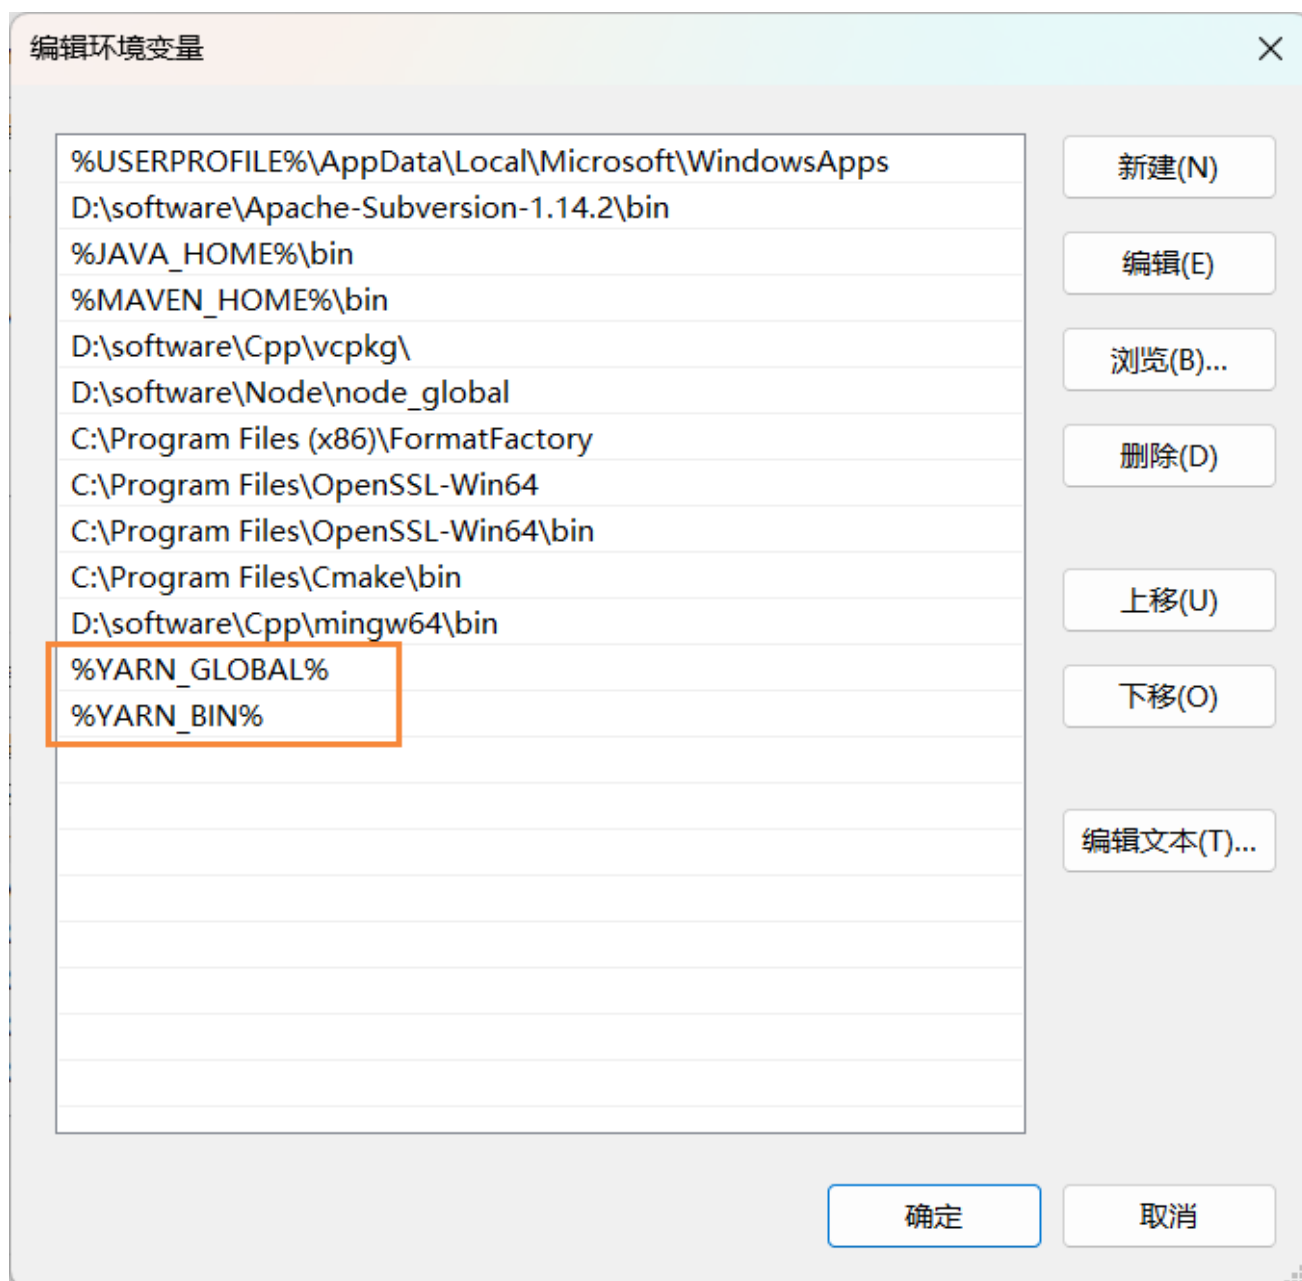 编辑环境变量
%USERPROFILE%\AppData\Local\Microsoft\WindowsApps
D:\software\Apache-Subversion-1.14.2\bin
%JAVA_HOME%\bin
%MAVEN_HOME%\bin
D:\software\Cpp\vcpkg\
D:\software\Node\node_global
C:\Program Files (x86)\FormatFactory
C:\Program Files\OpenSSL-Win64
C:\Program Files\OpenSSL-Win64\bin
C:\Program Files\Cmake\bin
D:\software\Cpp\mingw64\bin
%YARN_GLOBAL%
%YARN_BIN%
新建(N)
编辑(E)
浏览(B)...
删除(D)
上移(U)
下移(O)
编辑文本(T)...
确定
取消